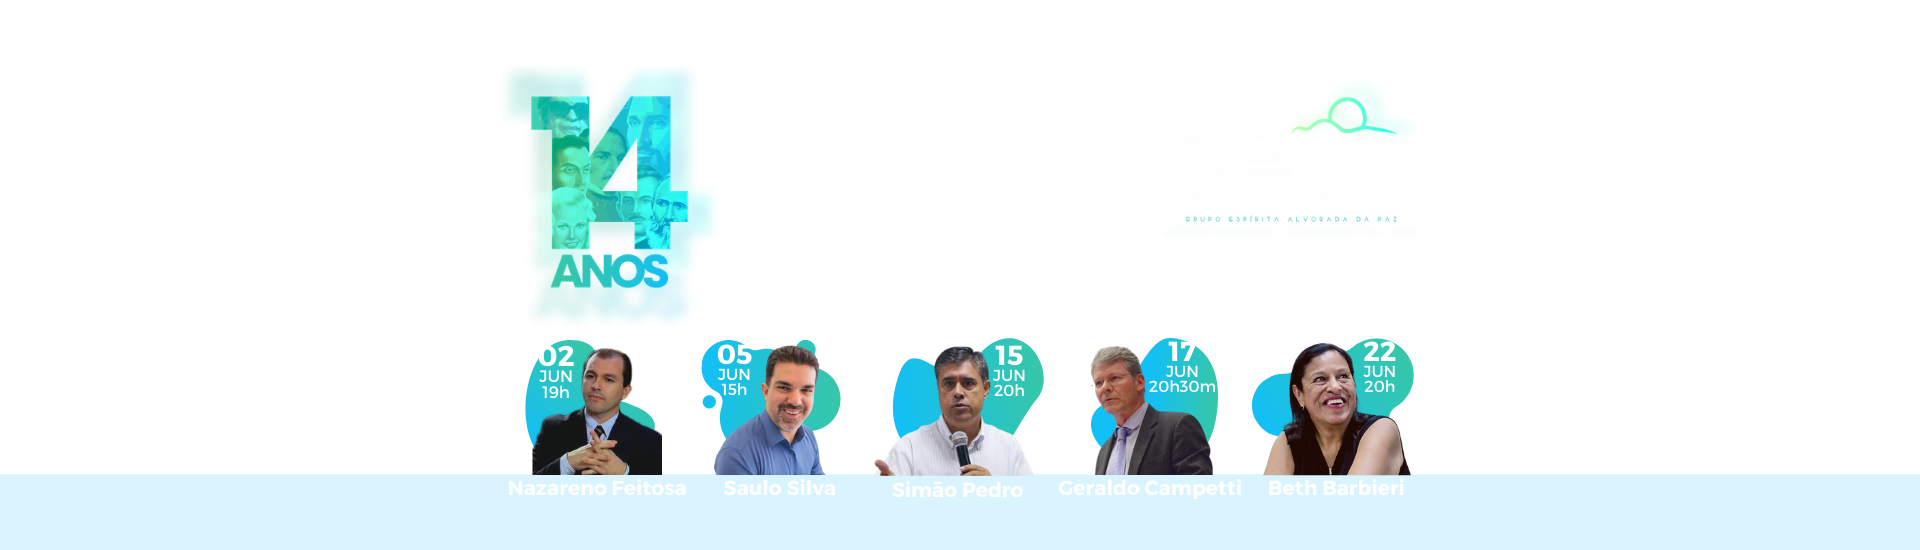 14
ANOS
GRUPO ESPÍRITA ALVORADA DA PAZ
02
JUN
19h
05
JUN
15h
15
JUN
20h
17
JUN
20h30m
22
JUN
20h
Nazareno Feitosa
Saulo Silva
Simão Pedro
Geraldo Campetti
Beth Barbieri